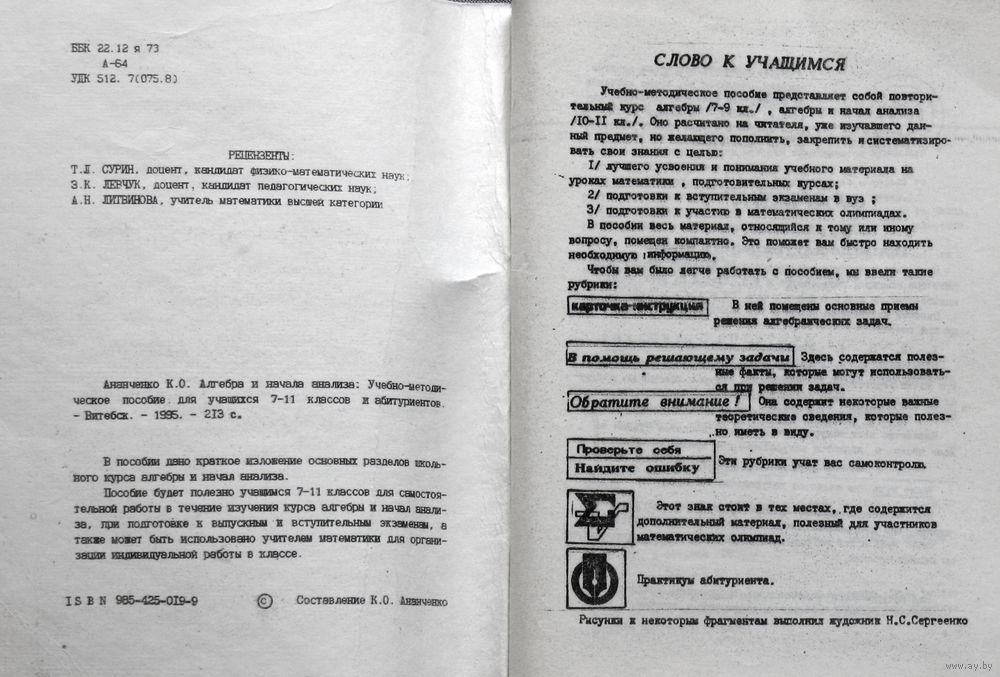 ББК 22.12 я 73
А-64
УДК 512. 7(075.8)
РЕЦЕНЗЕНТЫ:
Т.Л. СУРИН, доцент, кандидат физико-математических наук;
Э.К. ЛЕВЧУК, доцент, кандидат педагогических наук;
А.Н. ЛИТВИНОВА, учитель математики высшей категории
Ананченко К.О. Алгебра и начала анализа: Учебно-методи-
ческое пособие для учащихся 7-11 классов и абитуриентов.
- Витебск. - 1995. - 213 с.
В пособии дано краткое изложение основных разделов школь-
ного курса алгебры и начал анализа.
Пособие будет полезно учащимся 7-11 классов для самостоя-
тельной работы в течение изучения курса алгебры и начал анали-
за, при подготовке к выпускным и вступительным экзаменам, а
также может быть использовано учителем математики для органи-
зации индивидуальной работы в классе.
ISBN 985-425-019-9 © Составление К.О. Ананченко
СЛОВО К УЧАЩИМСЯ
Учебно-методическое пособие представляет собой повтори-
тельный курс алгебры /7-9 кл./ , алгебры и начал анализа
/10-11 кл./. Оно расчитано на читателя, уже изучавшего дан-
ный предмет, но желающего пополнить, закрепить и систематизиро-
вать свои знания с целью:
1/ лучшего усвоения и понимания учебного материала на
уроках математики , подготовительных курсах;
2/ подготовки к вступительным экзаменам в вуз ;
3/ подготовки к участию в математических олимпиадах.
В пособии весь материал, относящийся к тому или иному
вопросу, помещен компактно. Это поможет вам быстро находить
необходимую информацию.
Чтобы вам было легче работать с пособием, мы ввели такие
рубрики:
карточка-инструкция В ней помещены основные приемы
решения алгебраических задач.
В помощь решающему задачи Здесь содержатся полез-
ные факты, которые могут использовать-
ся при решении задач.
Обратите внимание! Она содержит некоторые важные
теоретические сведения, которые полез-
но иметь в виду.
Проверьте себя
Найдите ошибку Эти рубрики учат вас самоконтролю.
Этот знак стоит в тех местах, где содержится
дополнительный материал, полезный для участников
математических олимпиад.
Практикум абитуриента.
Рисунки к некоторым фрагментам выполнил художник Н.С.Сергеенко
www.ay.by